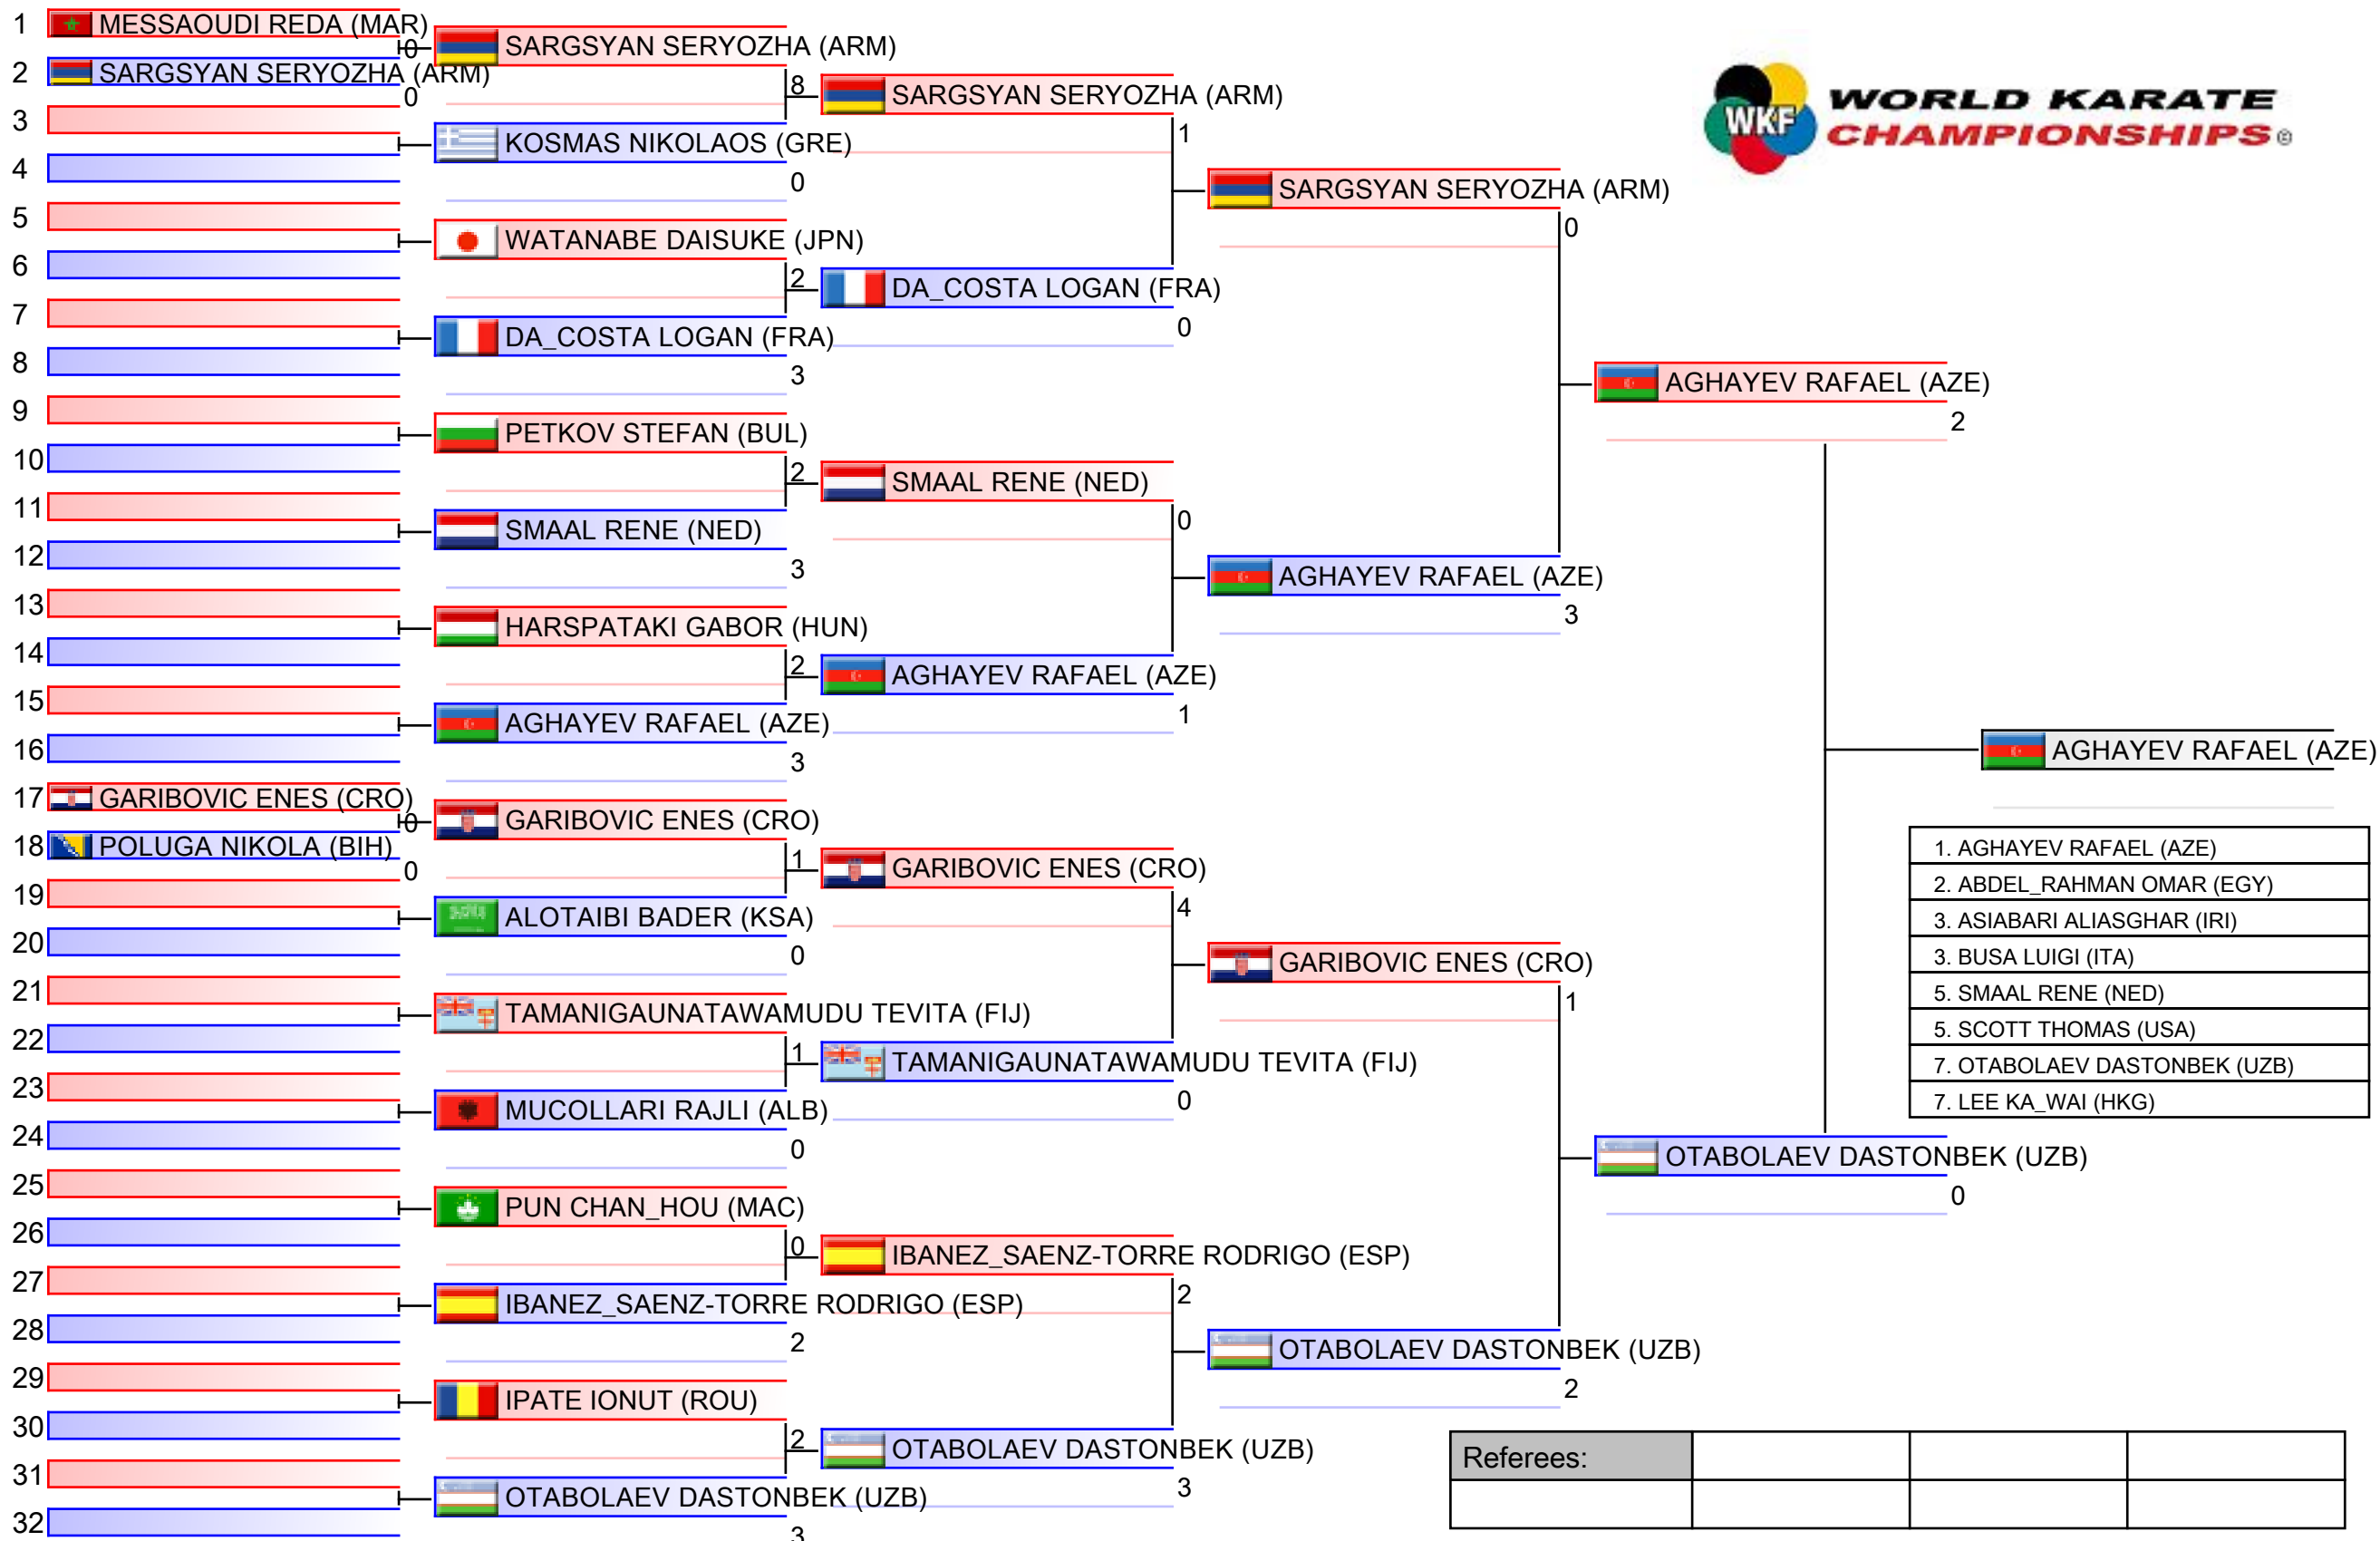 1 MESSAOUDI REDA (MAR)
0
2 SARGSYAN SERYOZHA (ARM)
0
3
4
5
6
7
8
9
10
11
12
13
14
15
16
17 GARIBOVIC ENES (CRO)
0
18 POLUGA NIKOLA (BIH)
0
19
20
21
22
23
24
25
26
27
28
29
30
31
32
SARGSYAN SERYOZHA (ARM)
8
KOSMAS NIKOLAOS (GRE)
0
WATANABE DAISUKE (JPN)
2
DA_COSTA LOGAN (FRA)
3
PETKOV STEFAN (BUL)
2
SMAAL RENE (NED)
3
HARSPATAKI GABOR (HUN)
2
AGHAYEV RAFAEL (AZE)
3
GARIBOVIC ENES (CRO)
1
ALOTAIBI BADER (KSA)
0
TAMANIGAUNATAWAMUDU TEVITA (FIJ)
1
MUCOLLARI RAJLI (ALB)
0
PUN CHAN_HOU (MAC)
0
IBANEZ_SAENZ-TORRE RODRIGO (ESP)
2
IPATE IONUT (ROU)
2
OTABOLAEV DASTONBEK (UZB)
3
SARGSYAN SERYOZHA (ARM)
1
DA_COSTA LOGAN (FRA)
0
SMAAL RENE (NED)
0
AGHAYEV RAFAEL (AZE)
1
GARIBOVIC ENES (CRO)
4
TAMANIGAUNATAWAMUDU TEVITA (FIJ)
0
IBANEZ_SAENZ-TORRE RODRIGO (ESP)
2
OTABOLAEV DASTONBEK (UZB)
3
SARGSYAN SERYOZHA (ARM)
0
AGHAYEV RAFAEL (AZE)
3
GARIBOVIC ENES (CRO)
1
OTABOLAEV DASTONBEK (UZB)
2
AGHAYEV RAFAEL (AZE)
2
OTABOLAEV DASTONBEK (UZB)
0
AGHAYEV RAFAEL (AZE)
WKF
WORLD KARATE
CHAMPIONSHIPS®
1. AGHAYEV RAFAEL (AZE)
2. ABDEL_RAHMAN OMAR (EGY)
3. ASIABARI ALIASGHAR (IRI)
3. BUSA LUIGI (ITA)
5. SMAAL RENE (NED)
5. SCOTT THOMAS (USA)
7. OTABOLAEV DASTONBEK (UZB)
7. LEE KA_WAI (HKG)
Referees: